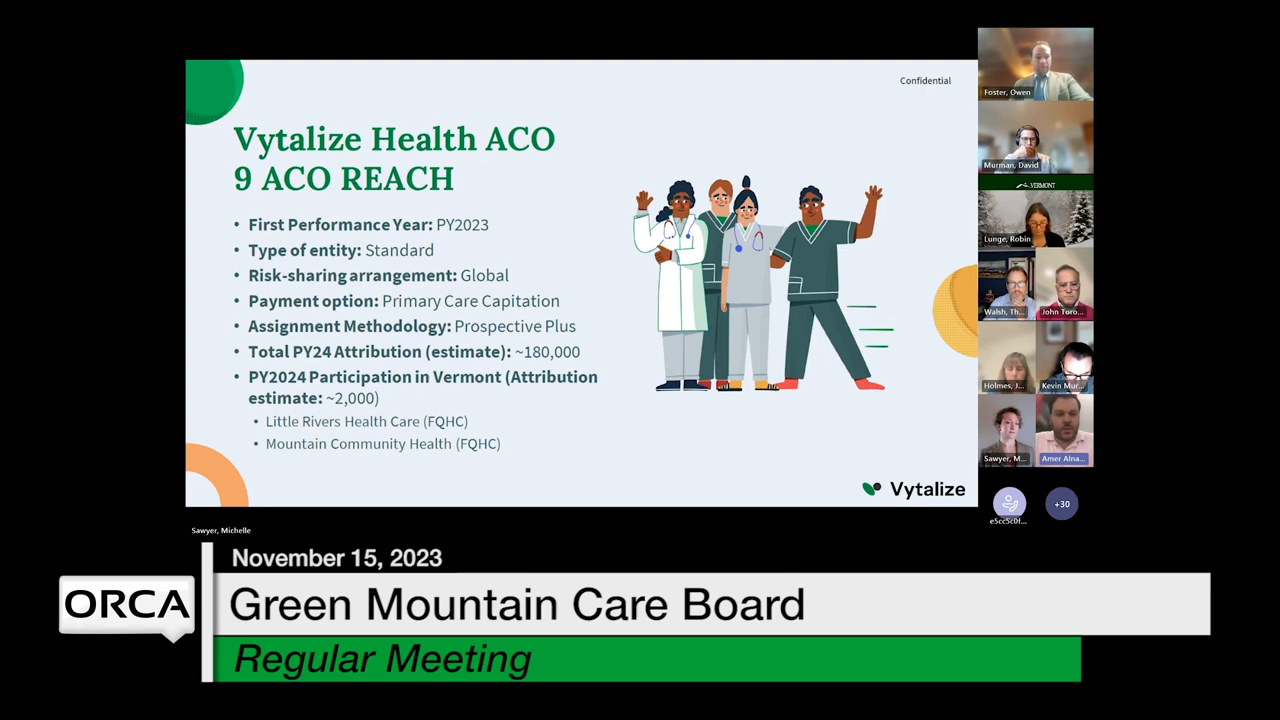 Confidential
Vytalize Health ACO
9 ACO REACH
• First Performance Year: PY2023
• Type of entity: Standard
• Risk-sharing arrangement: Global
• Payment option: Primary Care Capitation
• Assignment Methodology: Prospective Plus
• Total PY24 Attribution (estimate): ~180,000
• PY2024 Participation in Vermont (Attribution
estimate: ~2,000)
• Little Rivers Health Care (FQHC)
• Mountain Community Health (FQHC)
Vytalize
Foster, Owen
Murman, David
VERMONT
Lunge, Robin
Walsh, Th...
John Toro...
Holmes, J...
Kevin Mur...
Sawyer, M...
Amer Alna...
e5cc5c0f...
+30
Sawyer, Michelle
November 15, 2023
ORCA
Green Mountain Care Board
Regular Meeting